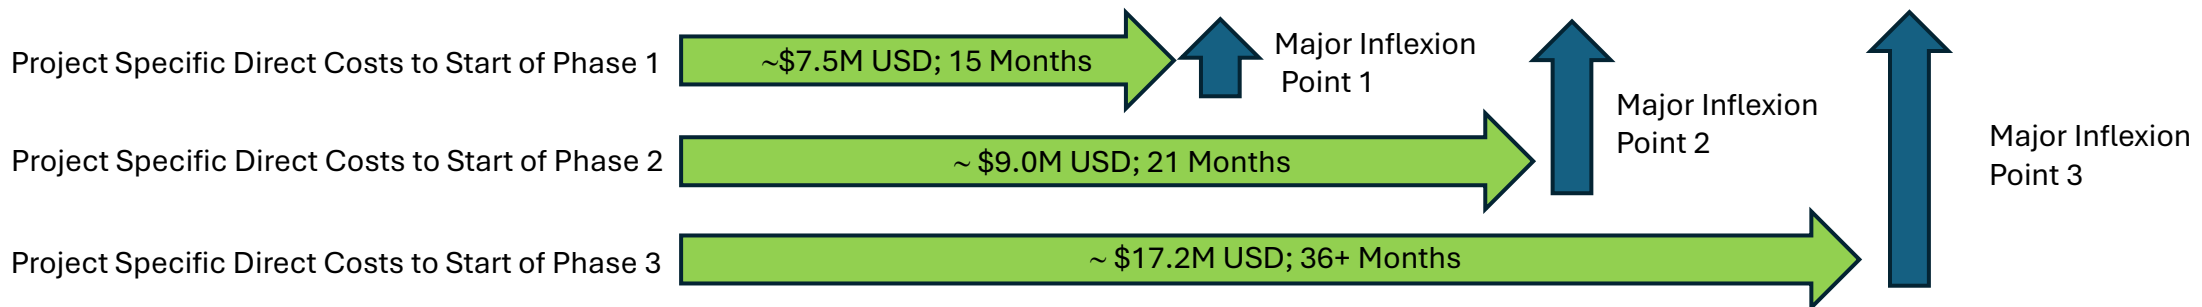 Project Specific Direct Costs to Start of Phase 1
~$7.5M USD; 15 Months
Major Inflexion
Point 1
Project Specific Direct Costs to Start of Phase 2
~ $9.0M USD; 21 Months
Major Inflexion
Point 2
Project Specific Direct Costs to Start of Phase 3
~ $17.2M USD; 36+ Months
Major Inflexion
Point 3